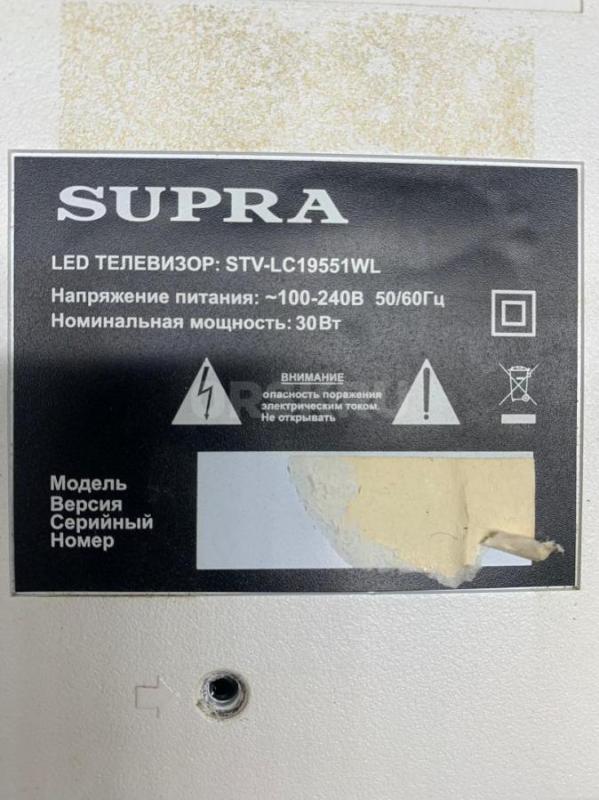 SUPRA
LED ТЕЛЕВИЗОР: STV-LC19551WL
Напряжение питания: ~100-240В 50/60Гц
Номинальная мощность: 30Вт
ВНИМАНИЕ
опасность поражения
электрическим током.
Не открывать
Модель
Версия
Серийный
Номер